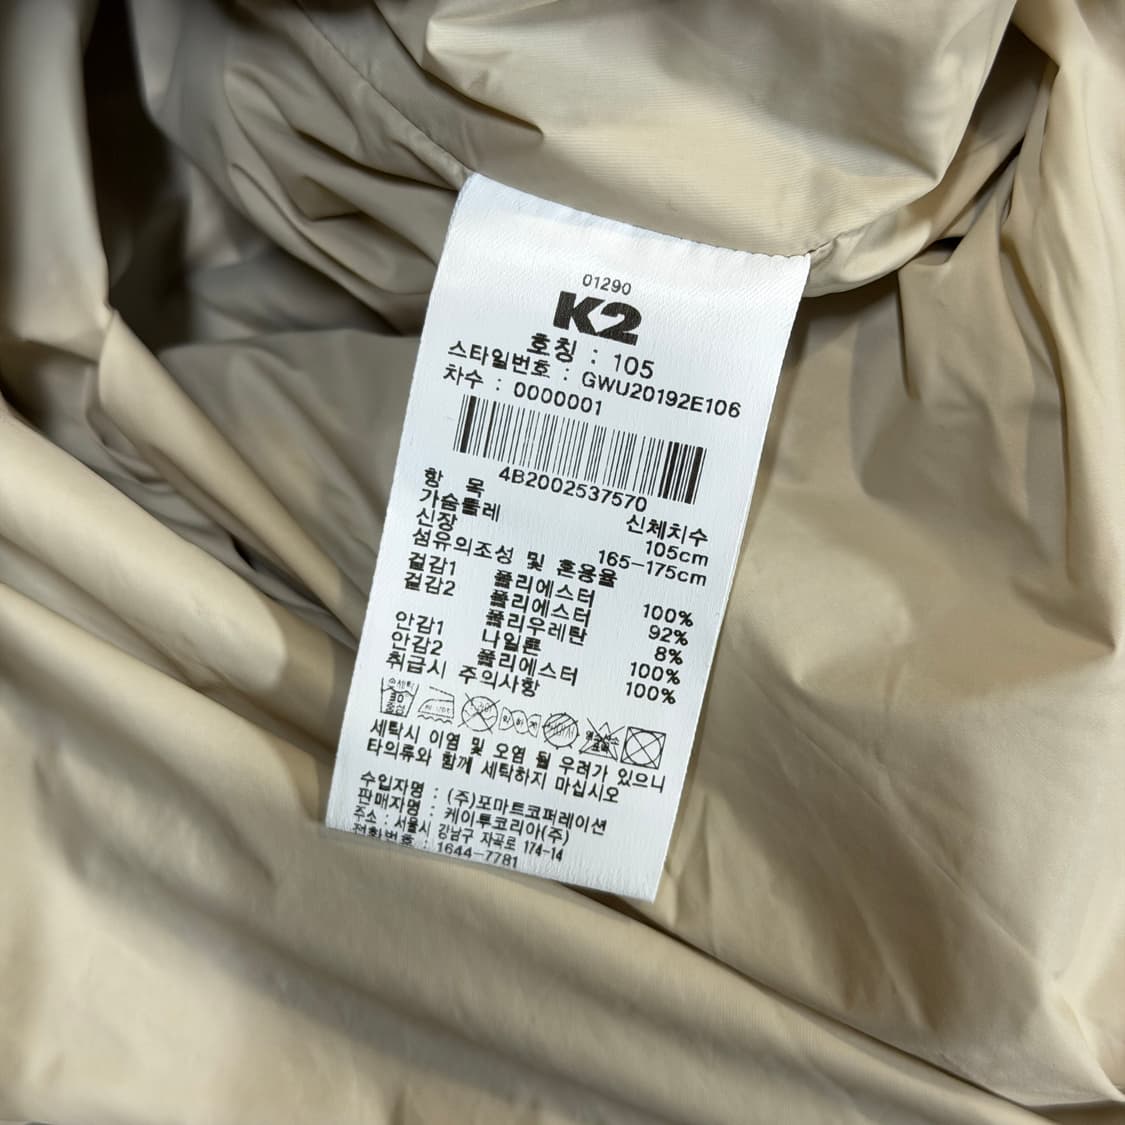 01290
K2
호칭 : 105
스타일번호 : GWU20192E106
차수 : 0000001
4B2002537570
항 목 신체치수
가슴둘레 105cm
신장 165-175cm
섬유의조성 및 혼용율
겉감1 폴리에스터 100%
겉감2 폴리에스터 92%
폴리우레탄 8%
안감1 나일론 100%
안감2 폴리에스터 100%
취급시 주의사항
세탁시 이염 및 오염 될 우려가 있으니
타의류와 함께 세탁하지 마십시오
수입자명 : (주)포마트코퍼레이션
판매자명 : 케이투코리아(주)
주소 : 서울시 강남구 자곡로 174-14
전화번호 : 1644-7781